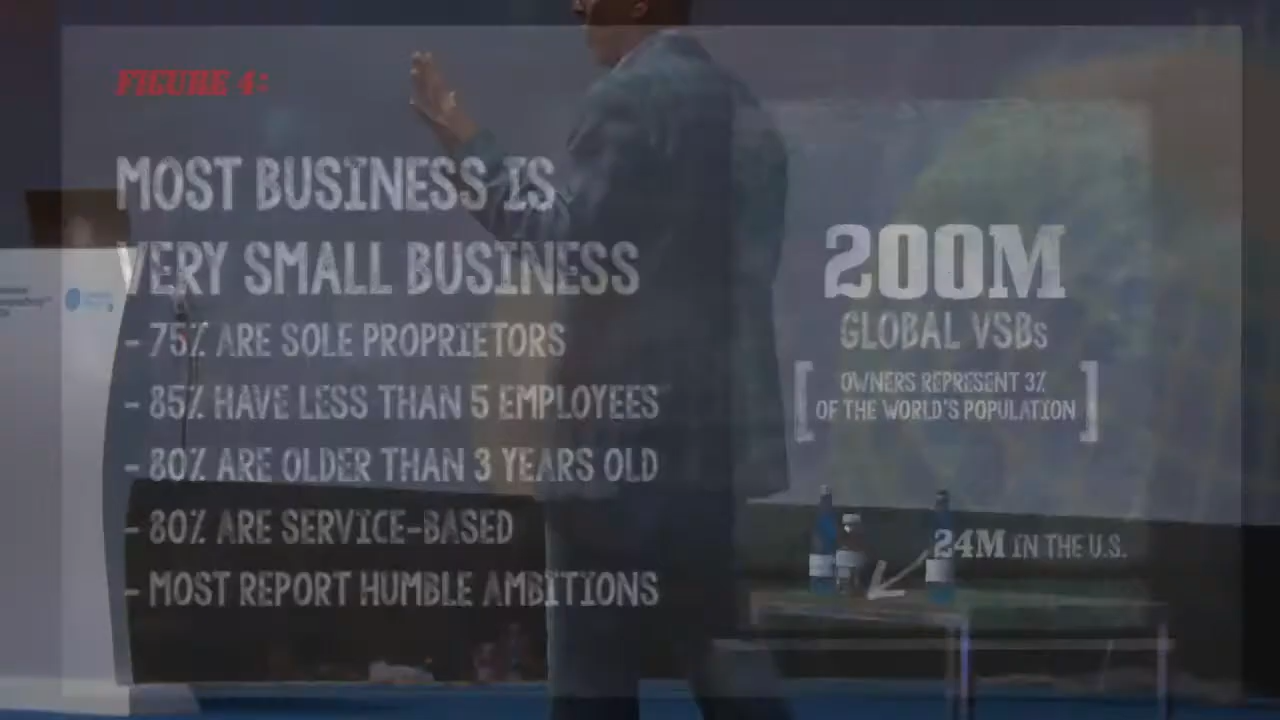 FIGURE 4:
MOST BUSINESS IS
VERY SMALL BUSINESS
- 75% ARE SOLE PROPRIETORS
- 85% HAVE LESS THAN 5 EMPLOYEES
- 80% ARE OLDER THAN 3 YEARS OLD
- 80% ARE SERVICE-BASED
- MOST REPORT HUMBLE AMBITIONS
200M
GLOBAL VSBs
[OWNERS REPRESENT 3%
OF THE WORLD'S POPULATION]
24M IN THE U.S.